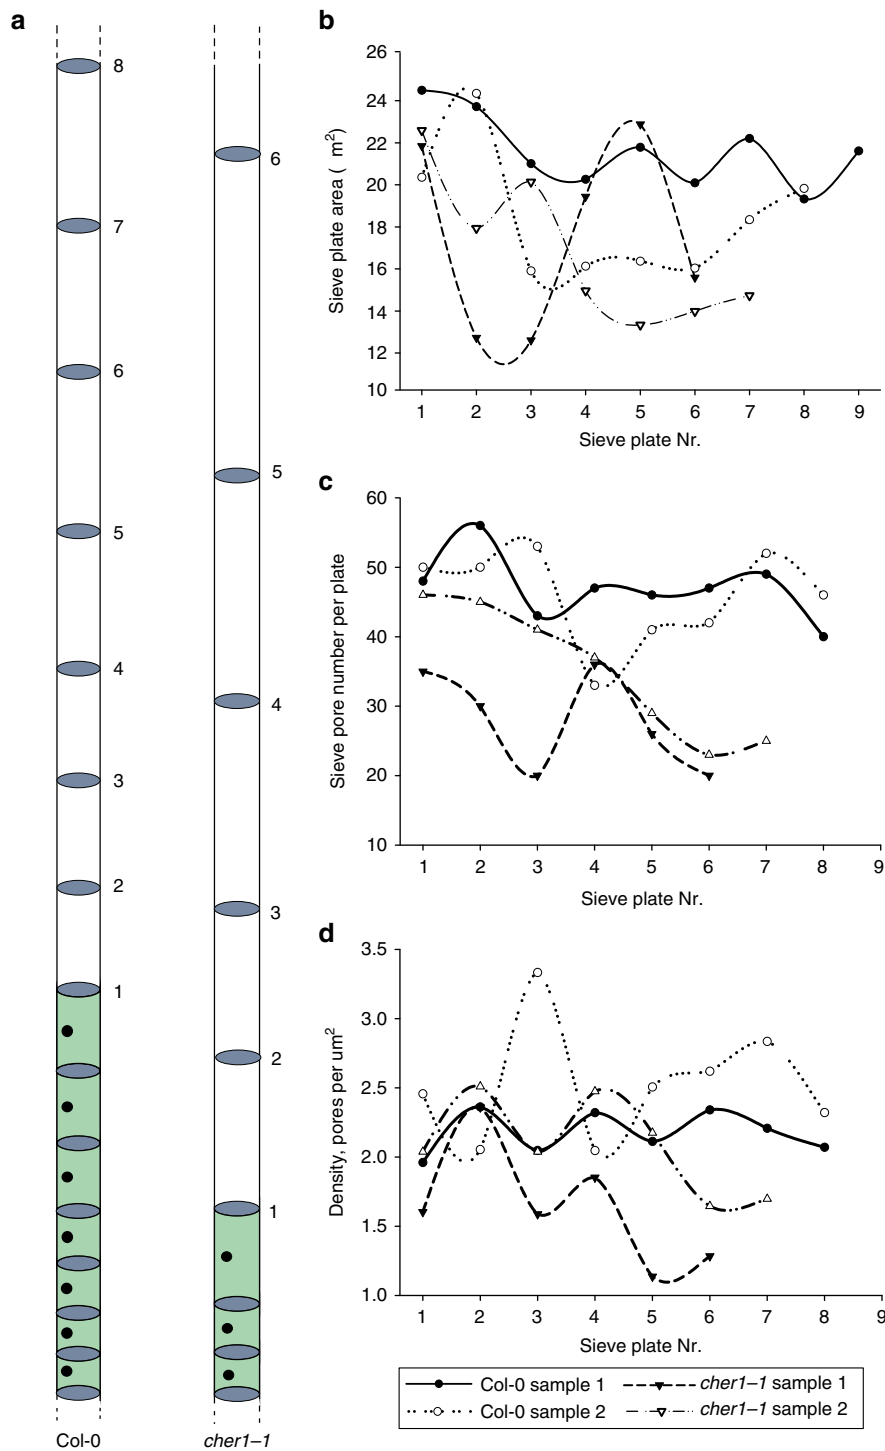 a
8
7
6
5
4
3
2
1
Col-0
6
5
4
3
2
1
cher1–1
b
Sieve plate area ( m²)
26
24
22
20
18
16
14
12
10
1 2 3 4 5 6 7 8 9
Sieve plate Nr.
c
Sieve pore number per plate
60
50
40
30
20
10
1 2 3 4 5 6 7 8 9
Sieve plate Nr.
d
Density, pores per um²
3.5
3.0
2.5
2.0
1.5
1.0
1 2 3 4 5 6 7 8 9
Sieve plate Nr.
Col-0 sample 1 cher1–1 sample 1
Col-0 sample 2 cher1–1 sample 2